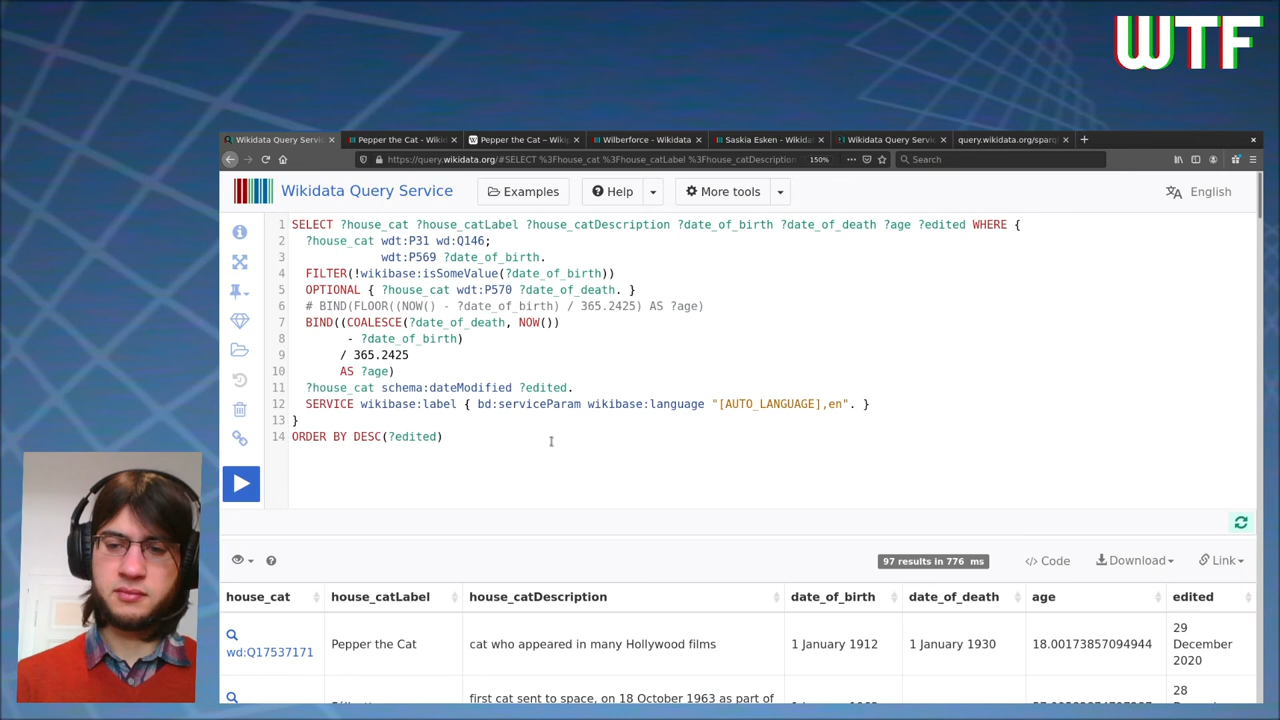 WTF
Wikidata Query Servic
Pepper the Cat - Wikid
Pepper the Cat – Wikip
Wilberforce - Wikidata
Saskia Esken - Wikidat
Wikidata Query Servic
query.wikidata.org/sparq
https://query.wikidata.org/#SELECT %3Fhouse_cat %3Fhouse_catLabel %3Fhouse_catDescription
150%
Search
Wikidata Query Service
Examples
Help
More tools
English
1 SELECT ?house_cat ?house_catLabel ?house_catDescription ?date_of_birth ?date_of_death ?age ?edited WHERE {
2 ?house_cat wdt:P31 wd:Q146;
3 wdt:P569 ?date_of_birth.
4 FILTER(!wikibase:isSomeValue(?date_of_birth))
5 OPTIONAL { ?house_cat wdt:P570 ?date_of_death. }
6 # BIND(FLOOR((NOW() - ?date_of_birth) / 365.2425) AS ?age)
7 BIND((COALESCE(?date_of_death, NOW())
8 - ?date_of_birth)
9 / 365.2425
10 AS ?age)
11 ?house_cat schema:dateModified ?edited.
12 SERVICE wikibase:label { bd:serviceParam wikibase:language "[AUTO_LANGUAGE],en". }
13 }
14 ORDER BY DESC(?edited)
97 results in 776 ms
</> Code
Download
Link
house_cat house_catLabel house_catDescription date_of_birth date_of_death age edited
wd:Q17537171 Pepper the Cat cat who appeared in many Hollywood films 1 January 1912 1 January 1930 18.00173857094944 29 December 2020
first cat sent to space, on 18 October 1963 as part of
28